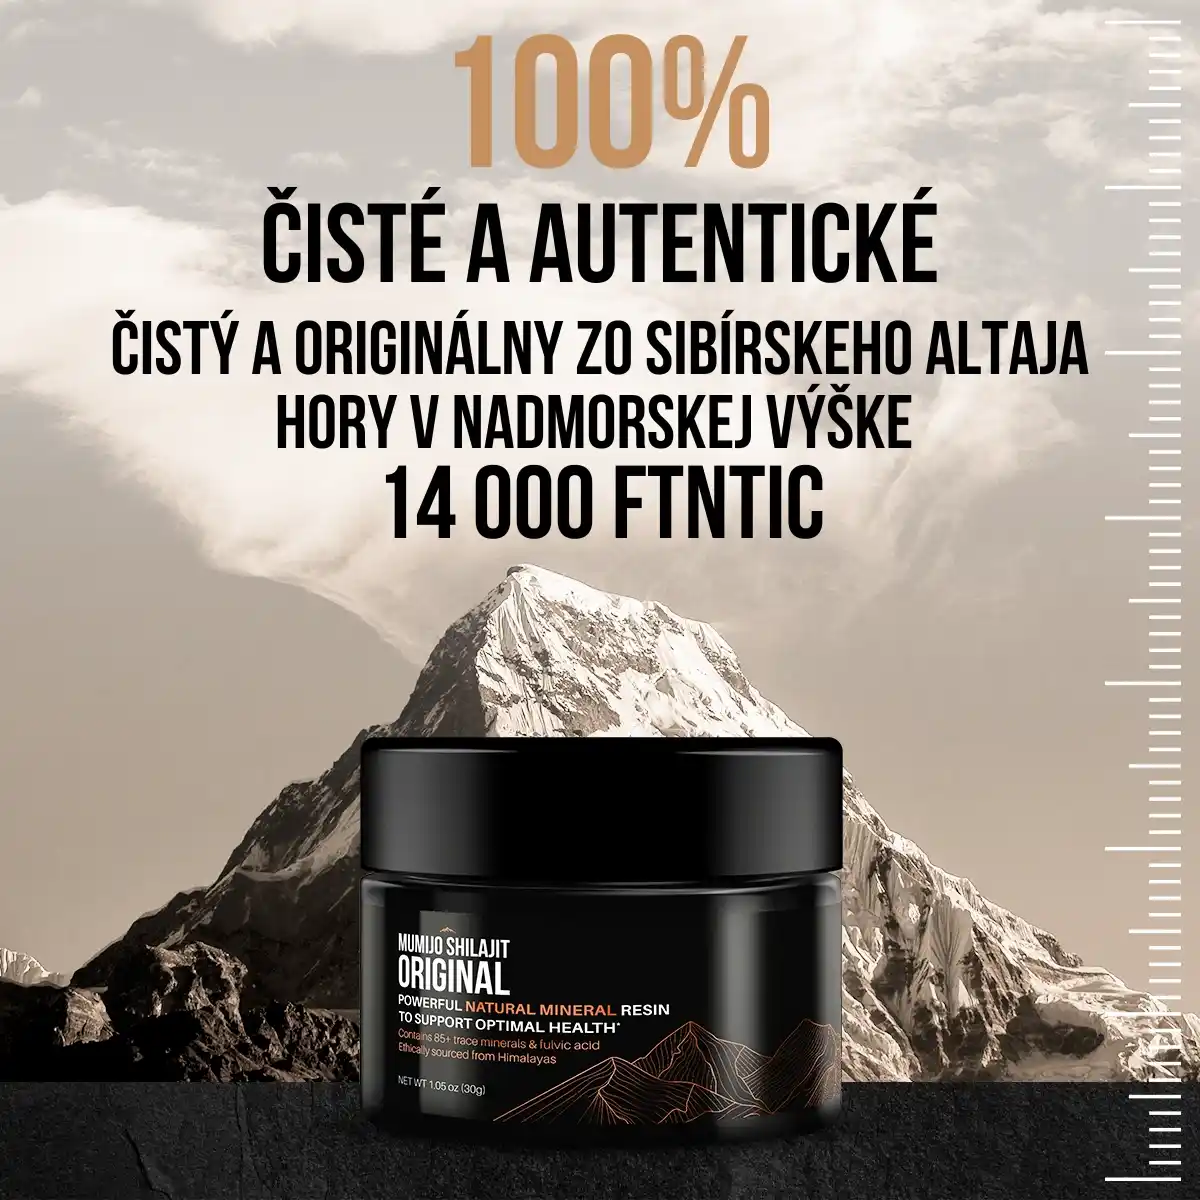 100%
ČISTÉ A AUTENTICKÉ
ČISTÝ A ORIGINÁLNY ZO SIBÍRSKEHO ALTAJA
HORY V NADMORSKEJ VÝŠKE
14 000 FTNTIC
MUMIJO SHILAJIT
ORIGINAL
POWERFUL NATURAL MINERAL RESIN
TO SUPPORT OPTIMAL HEALTH*
Contains 85+ trace minerals & fulvic acid
Ethically sourced from Himalayas
NET WT 1.05 oz (30g)